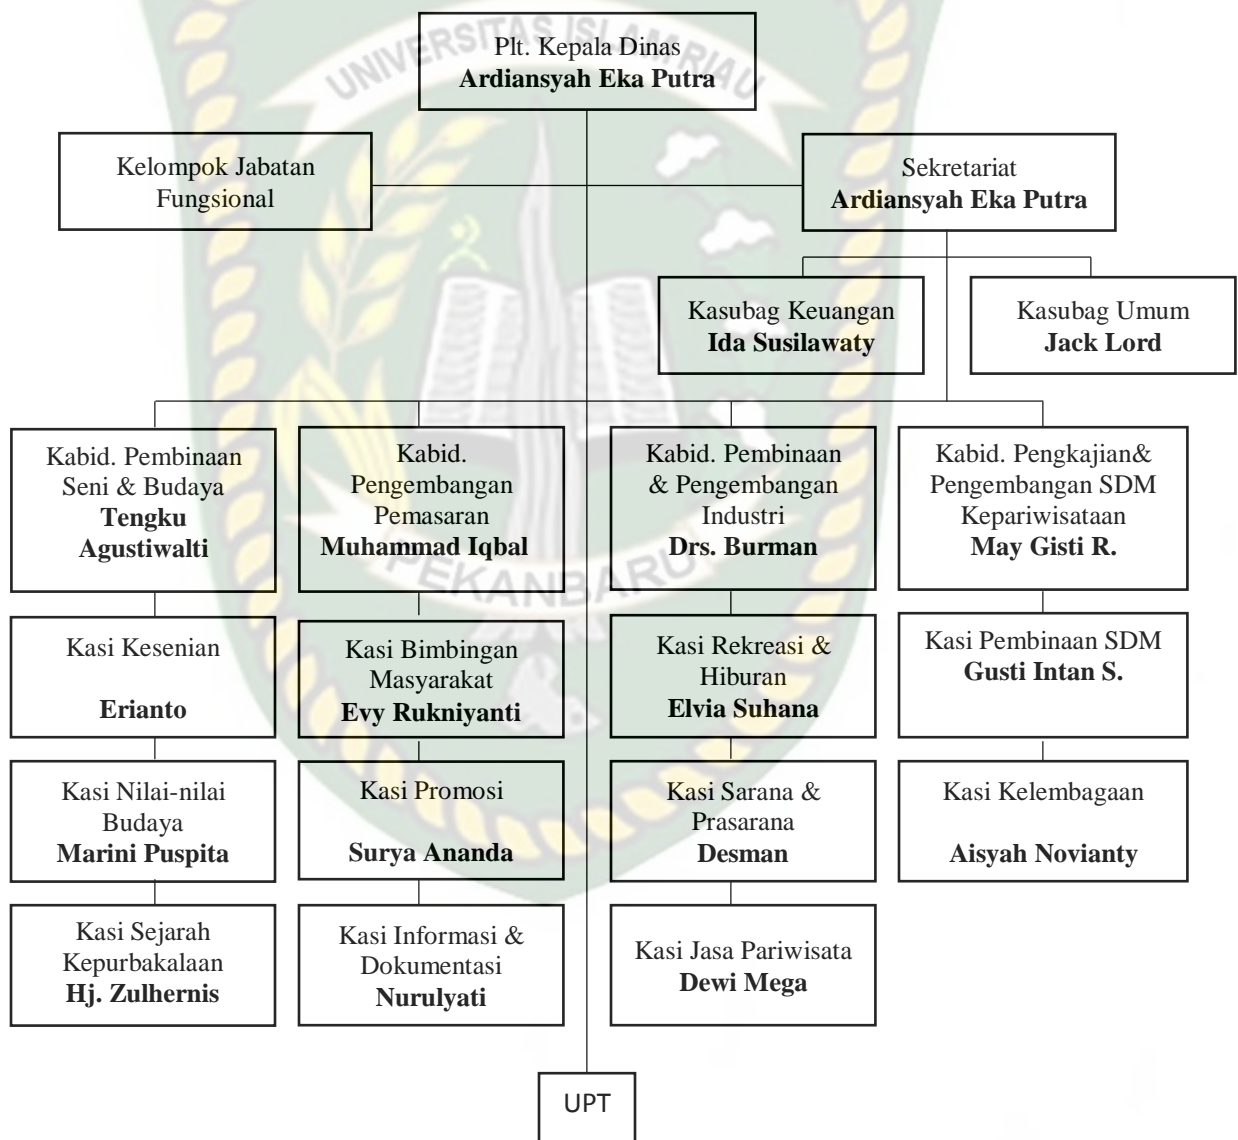 UNIVERSITAS ISLAM RIAU
Plt. Kepala Dinas
Ardiansyah Eka Putra
Kelompok Jabatan
Fungsional
Sekretariat
Ardiansyah Eka Putra
Kasubag Keuangan
Ida Susilawaty
Kasubag Umum
Jack Lord
Kabid. Pembinaan
Seni & Budaya
Tengku
Agustiwalti
Kabid.
Pengembangan
Pemasaran
Muhammad Iqbal
Kabid. Pembinaan
& Pengembangan
Industri
Drs. Burman
Kabid. Pengkajian&
Pengembangan SDM
Kepariwisataan
May Gisti R.
PEKANBARU
Kasi Kesenian
Erianto
Kasi Bimbingan
Masyarakat
Evy Rukniyanti
Kasi Rekreasi &
Hiburan
Elvia Suhana
Kasi Pembinaan SDM
Gusti Intan S.
Kasi Nilai-nilai
Budaya
Marini Puspita
Kasi Promosi
Surya Ananda
Kasi Sarana &
Prasarana
Desman
Kasi Kelembagaan
Aisyah Novianty
Kasi Sejarah
Kepurbakalaan
Hj. Zulhernis
Kasi Informasi &
Dokumentasi
Nurulyati
Kasi Jasa Pariwisata
Dewi Mega
UPT